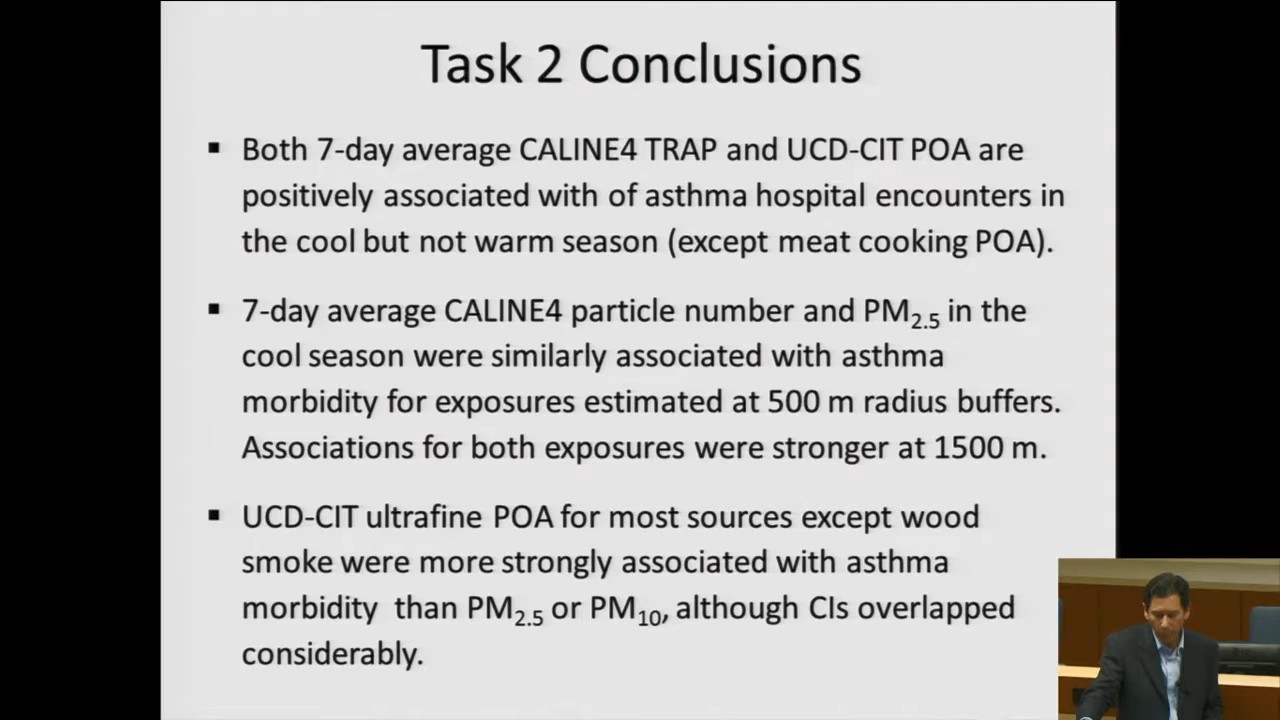 Task 2 Conclusions
▪ Both 7-day average CALINE4 TRAP and UCD-CIT POA are
positively associated with of asthma hospital encounters in
the cool but not warm season (except meat cooking POA).
▪ 7-day average CALINE4 particle number and PM2.5 in the
cool season were similarly associated with asthma
morbidity for exposures estimated at 500 m radius buffers.
Associations for both exposures were stronger at 1500 m.
▪ UCD-CIT ultrafine POA for most sources except wood
smoke were more strongly associated with asthma
morbidity than PM2.5 or PM10, although CIs overlapped
considerably.